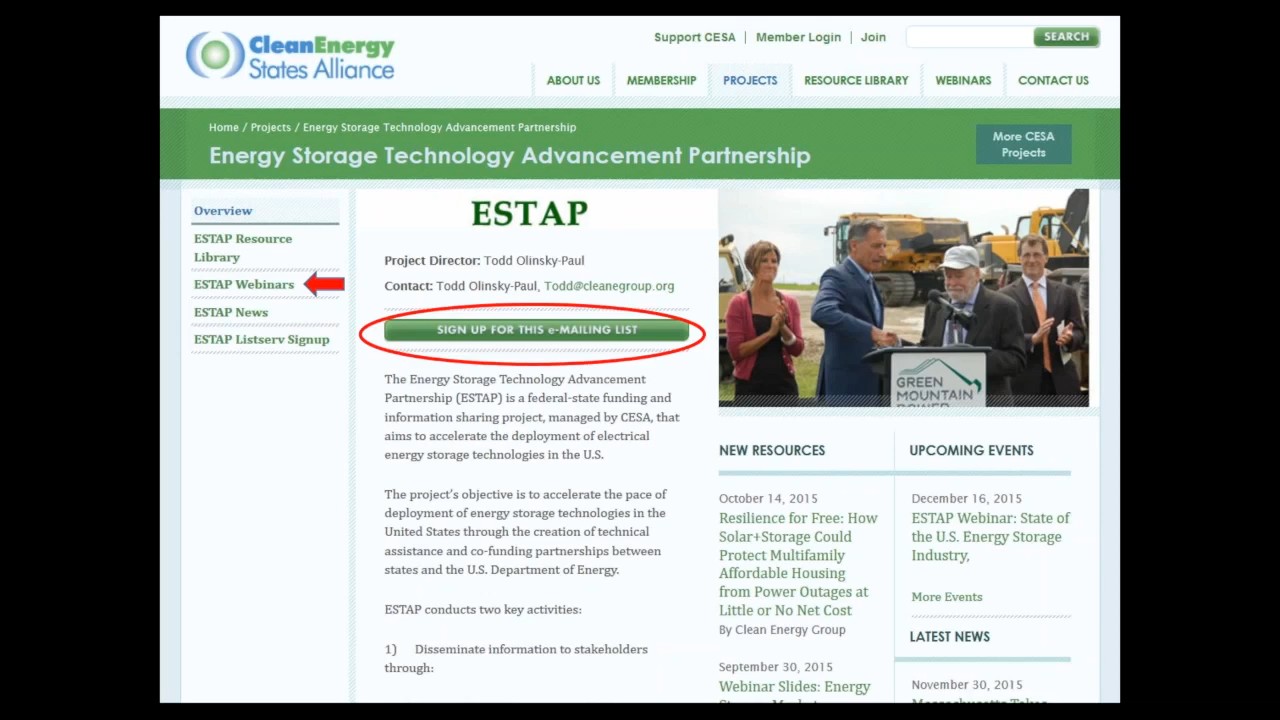 CleanEnergy
States Alliance
Support CESA | Member Login | Join
SEARCH
ABOUT US
MEMBERSHIP
PROJECTS
RESOURCE LIBRARY
WEBINARS
CONTACT US
Home / Projects / Energy Storage Technology Advancement Partnership
Energy Storage Technology Advancement Partnership
More CESA
Projects
Overview
ESTAP Resource
Library
ESTAP Webinars
ESTAP News
ESTAP Listserv Signup
ESTAP
Project Director: Todd Olinsky-Paul
Contact: Todd Olinsky-Paul, Todd@cleanegroup.org
SIGN UP FOR THIS e-MAILING LIST
The Energy Storage Technology Advancement
Partnership (ESTAP) is a federal-state funding and
information sharing project, managed by CESA, that
aims to accelerate the deployment of electrical
energy storage technologies in the U.S.
The project's objective is to accelerate the pace of
deployment of energy storage technologies in the
United States through the creation of technical
assistance and co-funding partnerships between
states and the U.S. Department of Energy.
ESTAP conducts two key activities:
1) Disseminate information to stakeholders
through:
GREEN
MOUNTAIN
POWER
NEW RESOURCES
October 14, 2015
Resilience for Free: How
Solar+Storage Could
Protect Multifamily
Affordable Housing
from Power Outages at
Little or No Net Cost
By Clean Energy Group
September 30, 2015
Webinar Slides: Energy
UPCOMING EVENTS
December 16, 2015
ESTAP Webinar: State of
the U.S. Energy Storage
Industry,
More Events
LATEST NEWS
November 30, 2015